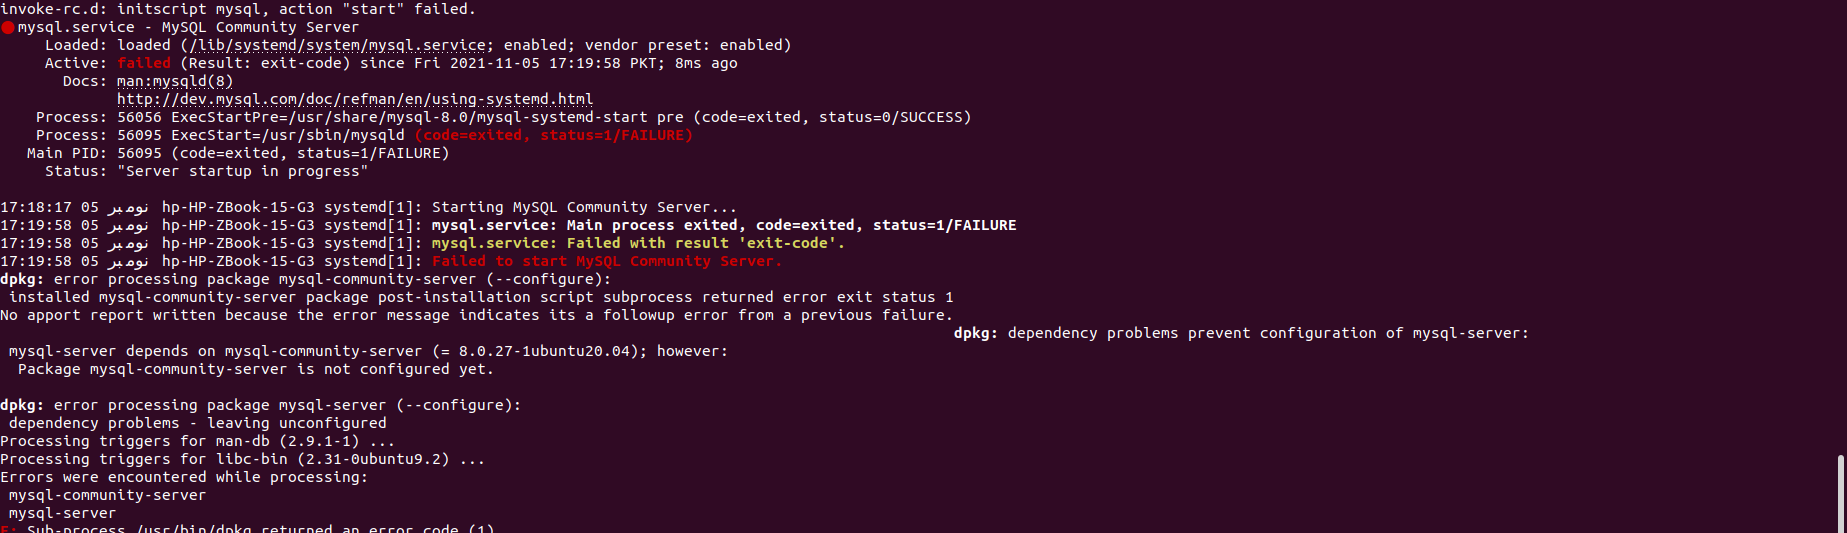 invoke-rc.d: initscript mysql, action "start" failed.
mysql.service - MySQL Community Server
Loaded: loaded (/lib/systemd/system/mysql.service; enabled; vendor preset: enabled)
Active: failed (Result: exit-code) since Fri 2021-11-05 17:19:58 PKT; 8ms ago
Docs: man:mysqld(8)
http://dev.mysql.com/doc/refman/en/using-systemd.html
Process: 56056 ExecStartPre=/usr/share/mysql-8.0/mysql-systemd-start pre (code=exited, status=0/SUCCESS)
Process: 56095 ExecStart=/usr/sbin/mysqld (code=exited, status=1/FAILURE)
Main PID: 56095 (code=exited, status=1/FAILURE)
Status: "Server startup in progress"
17:18:17 05 نومبر hp-HP-ZBook-15-G3 systemd[1]: Starting MySQL Community Server...
17:19:58 05 نومبر hp-HP-ZBook-15-G3 systemd[1]: mysql.service: Main process exited, code=exited, status=1/FAILURE
17:19:58 05 نومبر hp-HP-ZBook-15-G3 systemd[1]: mysql.service: Failed with result 'exit-code'.
17:19:58 05 نومبر hp-HP-ZBook-15-G3 systemd[1]: Failed to start MySQL Community Server.
dpkg: error processing package mysql-community-server (--configure):
installed mysql-community-server package post-installation script subprocess returned error exit status 1
No apport report written because the error message indicates its a followup error from a previous failure.
dpkg: dependency problems prevent configuration of mysql-server:
mysql-server depends on mysql-community-server (= 8.0.27-1ubuntu20.04); however:
Package mysql-community-server is not configured yet.
dpkg: error processing package mysql-server (--configure):
dependency problems - leaving unconfigured
Processing triggers for man-db (2.9.1-1) ...
Processing triggers for libc-bin (2.31-0ubuntu9.2) ...
Errors were encountered while processing:
mysql-community-server
mysql-server
E: Sub-process /usr/bin/dpkg returned an error code (1)